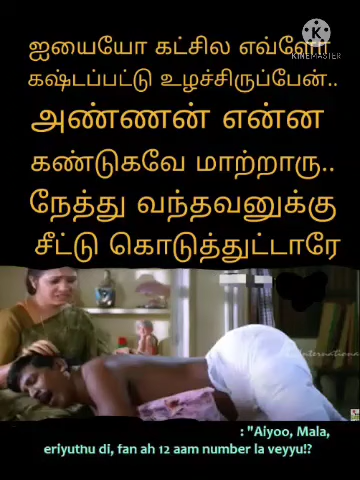 ஐயையோ கட்சில எவ்ளோ
KINEMASTER
கஷ்டப்பட்டு உழச்சிருப்பேன்..
அண்ணன் என்ன
கண்டுகவே மாற்றாரு..
நேத்து வந்தவனுக்கு
சீட்டு கொடுத்துட்டாரே
International
: "Aiyoo, Mala,
eriyuthu di, fan ah 12 aam number la veyyu!?